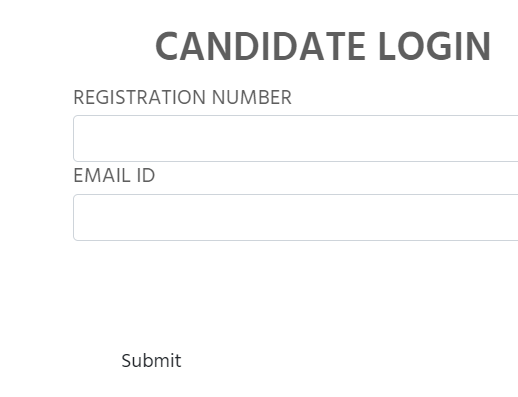 CANDIDATE LOGIN
REGISTRATION NUMBER
EMAIL ID
Submit